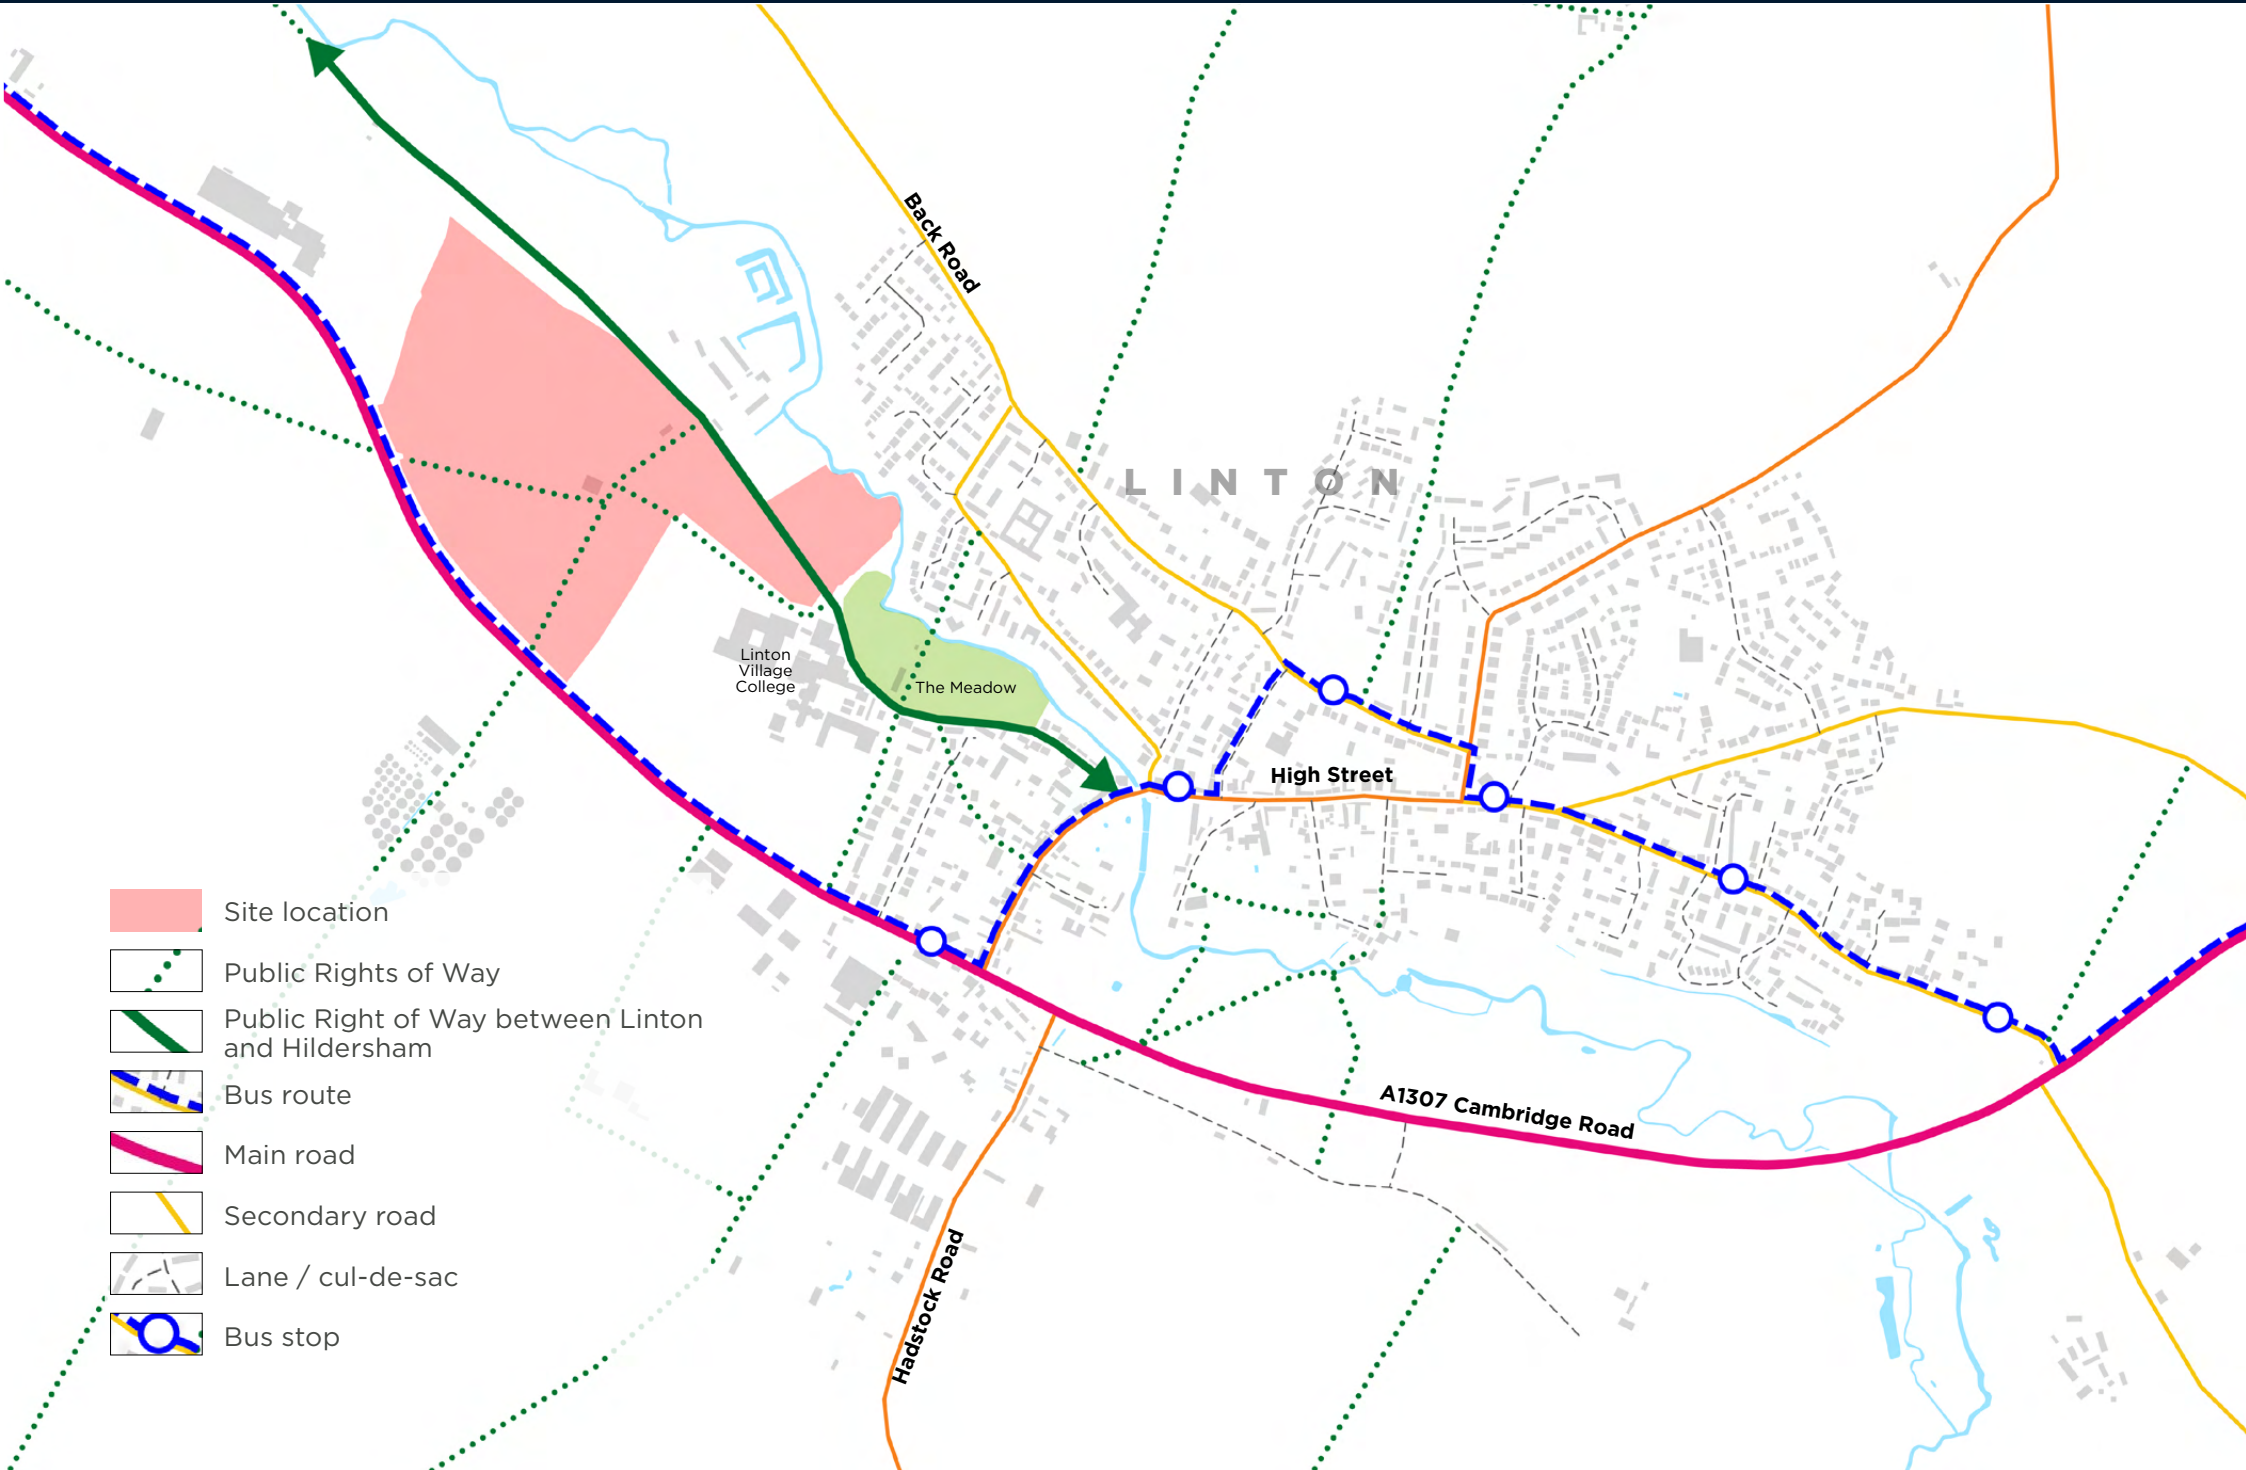 Back Road
LINTON
Linton
Village
College
The Meadow
High Street
A1307 Cambridge Road
Hadstock Road
Site location
Public Rights of Way
Public Right of Way between Linton
and Hildersham
Bus route
Main road
Secondary road
Lane / cul-de-sac
Bus stop